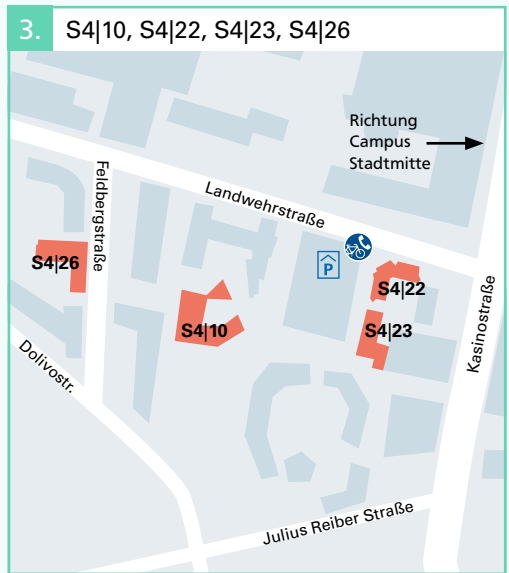 3. S4|10, S4|22, S4|23, S4|26
Richtung
Campus
Stadtmitte
Feldbergstraße
Landwehrstraße
P
S4|26
S4|22
S4|10
S4|23
Kasinostraße
Dolivostr.
Julius Reiber Straße